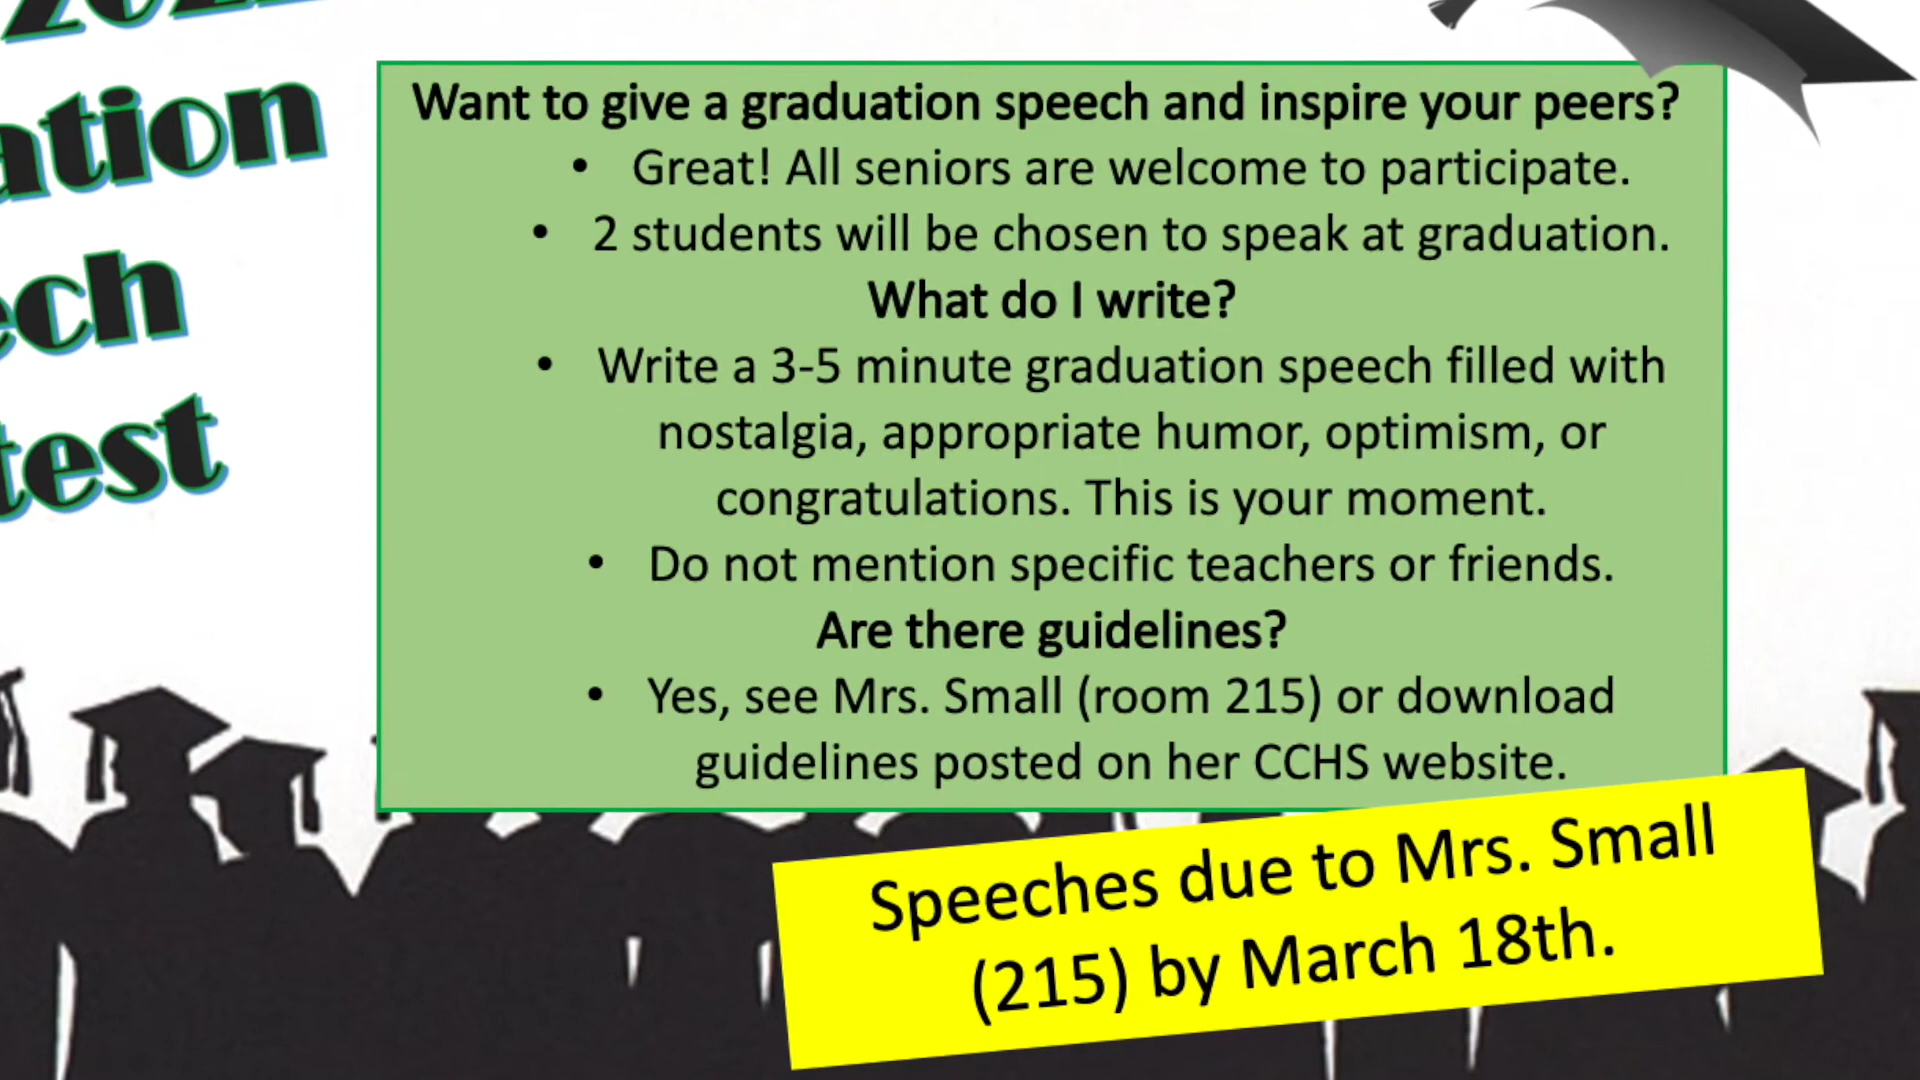 Want to give a graduation speech and inspire your peers?
• Great! All seniors are welcome to participate.
• 2 students will be chosen to speak at graduation.
What do I write?
• Write a 3-5 minute graduation speech filled with
nostalgia, appropriate humor, optimism, or
congratulations. This is your moment.
• Do not mention specific teachers or friends.
Are there guidelines?
• Yes, see Mrs. Small (room 215) or download
guidelines posted on her CCHS website.
Speeches due to Mrs. Small
(215) by March 18th.